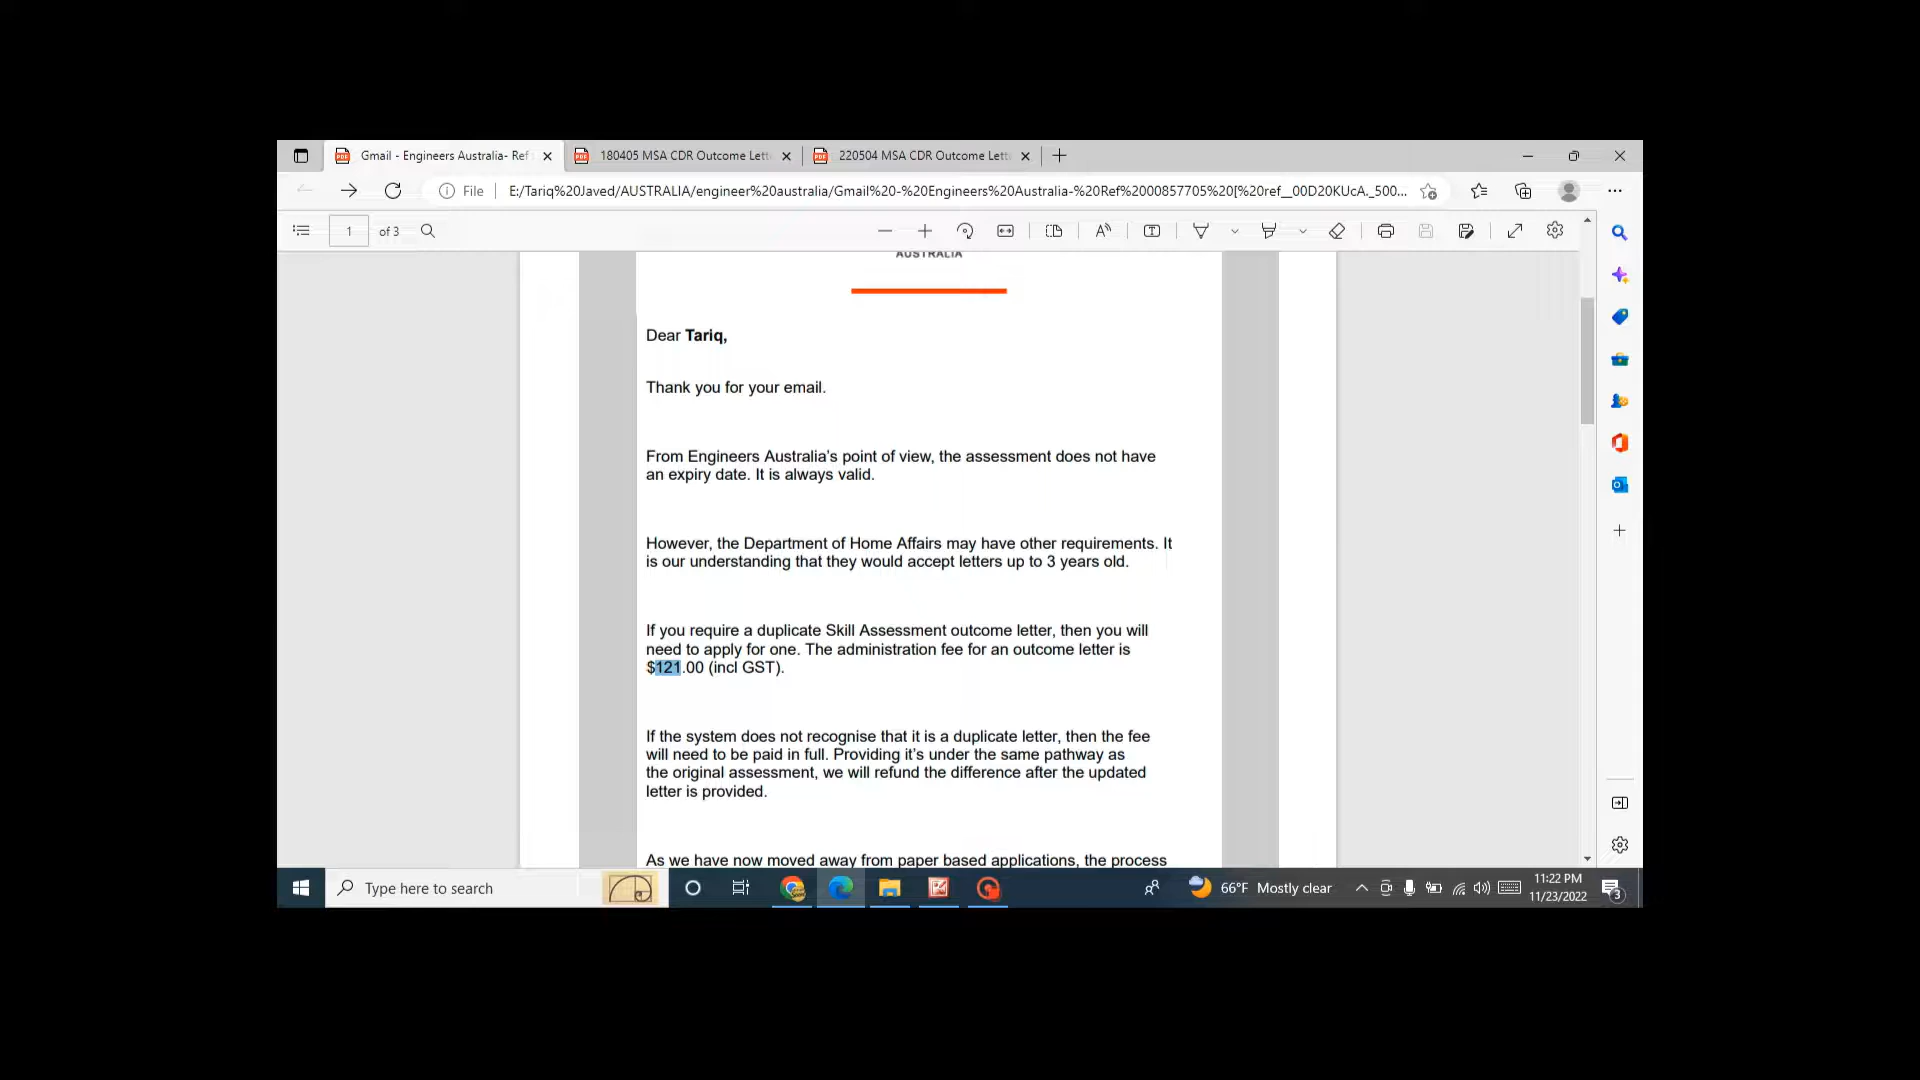 Gmail - Engineers Australia- Ref
180405 MSA CDR Outcome Lett
220504 MSA CDR Outcome Lett
File
E:/Tariq%20Javed/AUSTRALIA/engineer%20australia/Gmail%20-%20Engineers%20Australia-%20Ref%2000857705%20[%20ref__00D20KUcA._500...
1 of 3
AUSTRALIA
Dear Tariq,
Thank you for your email.
From Engineers Australia's point of view, the assessment does not have
an expiry date. It is always valid.
However, the Department of Home Affairs may have other requirements. It
is our understanding that they would accept letters up to 3 years old.
If you require a duplicate Skill Assessment outcome letter, then you will
need to apply for one. The administration fee for an outcome letter is
$121.00 (incl GST).
If the system does not recognise that it is a duplicate letter, then the fee
will need to be paid in full. Providing it's under the same pathway as
the original assessment, we will refund the difference after the updated
letter is provided.
As we have now moved away from paper based applications, the process
Type here to search
66°F Mostly clear
11:22 PM
11/23/2022
3